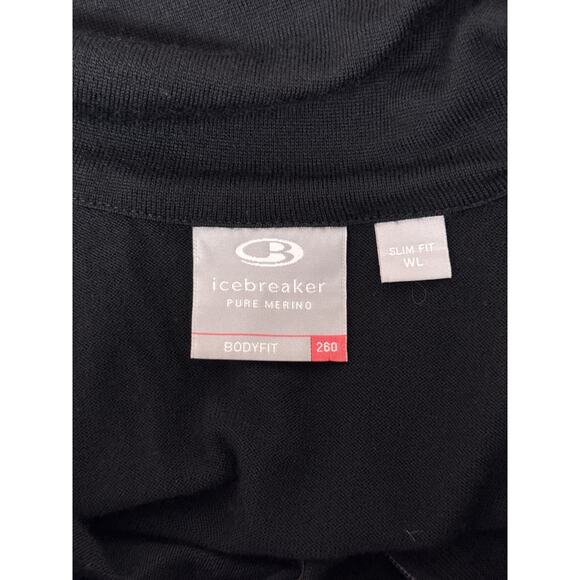 icebreaker
PURE MERINO
BODYFIT 260
SLIM FIT
WL